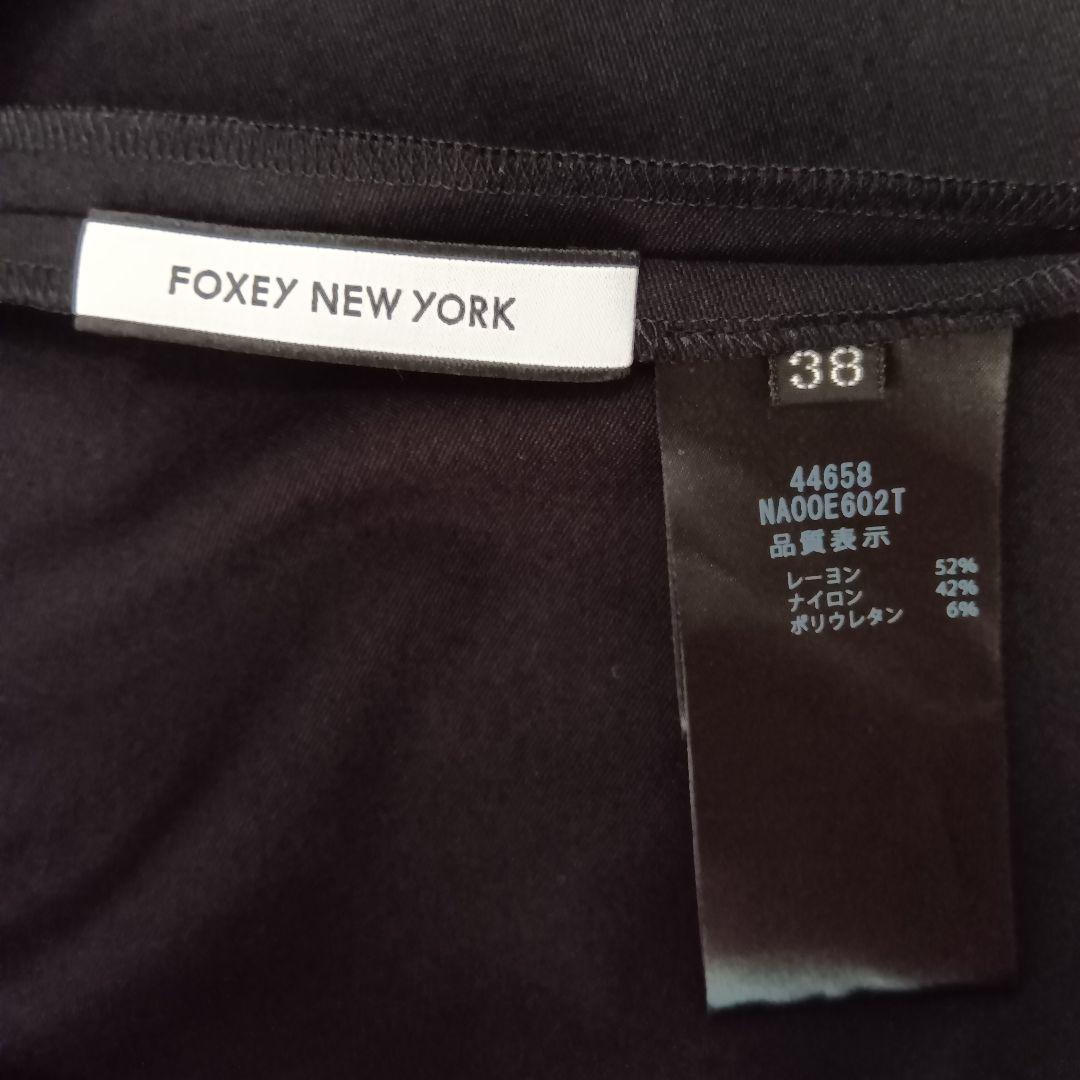 FOXEY NEW YORK
38
44658
NA00E602T
品質表示
レーヨン 52%
ナイロン 42%
ポリウレタン 6%